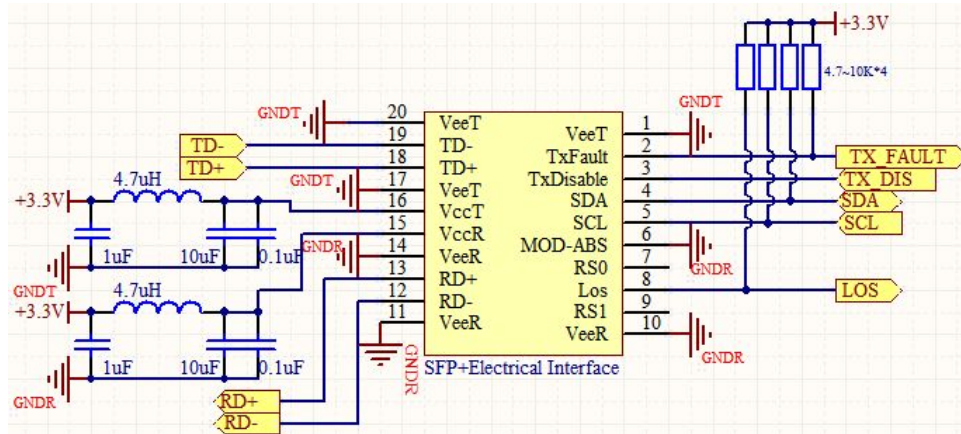 +3.3V
4.7~10K*4
GNDT
20
VeeT
19
TD-
TD-
18
TD+
TD+
17
VeeT
GNDT
16
VccT
15
VccR
14
VeeR
GNDR
13
RD+
12
RD-
11
VeeR
GNDR
VeeT
1
GNDT
TxFault
2
TX_FAULT
TxDisable
3
TX_DIS
SDA
4
SDA
SCL
5
SCL
MOD-ABS
6
GNDR
RS0
7
Los
8
LOS
RS1
9
VeeR
10
GNDR
SFP+Electrical Interface
4.7uH
+3.3V
1uF
10uF
0.1uF
GNDT
4.7uH
+3.3V
1uF
10uF
0.1uF
GNDR
RD+
RD-